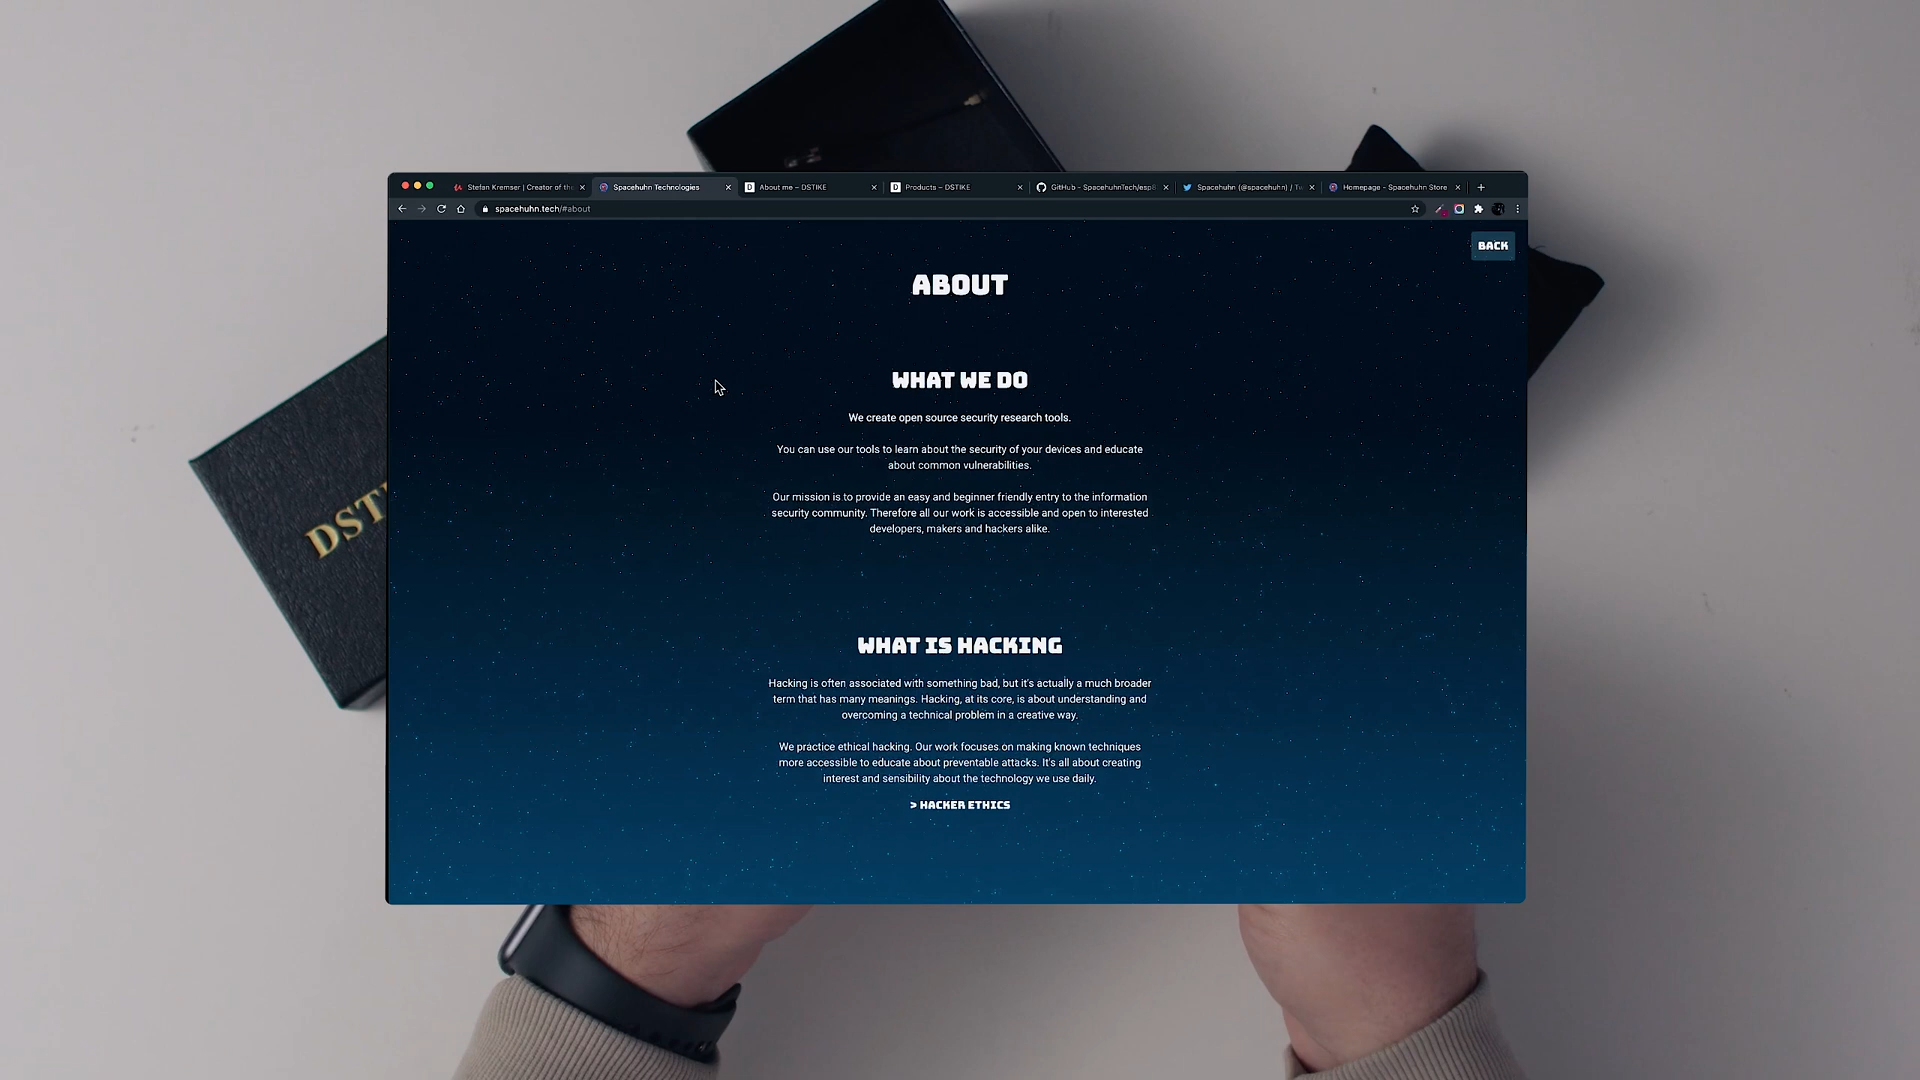 Stefan Kremser | Creator of the
Spacehuhn Technologies
About me – DSTIKE
Products – DSTIKE
GitHub - SpacehuhnTech/esp8
Spacehuhn (@spacehuhn) / Tw
Homepage - Spacehuhn Store
spacehuhn.tech/#about
BACK
ABOUT
WHAT WE DO
We create open source security research tools.
You can use our tools to learn about the security of your devices and educate
about common vulnerabilities.
Our mission is to provide an easy and beginner friendly entry to the information
security community. Therefore all our work is accessible and open to interested
developers, makers and hackers alike.
DSTI
WHAT IS HACKING
Hacking is often associated with something bad, but it's actually a much broader
term that has many meanings. Hacking, at its core, is about understanding and
overcoming a technical problem in a creative way.
We practice ethical hacking. Our work focuses on making known techniques
more accessible to educate about preventable attacks. It's all about creating
interest and sensibility about the technology we use daily.
> HACKER ETHICS